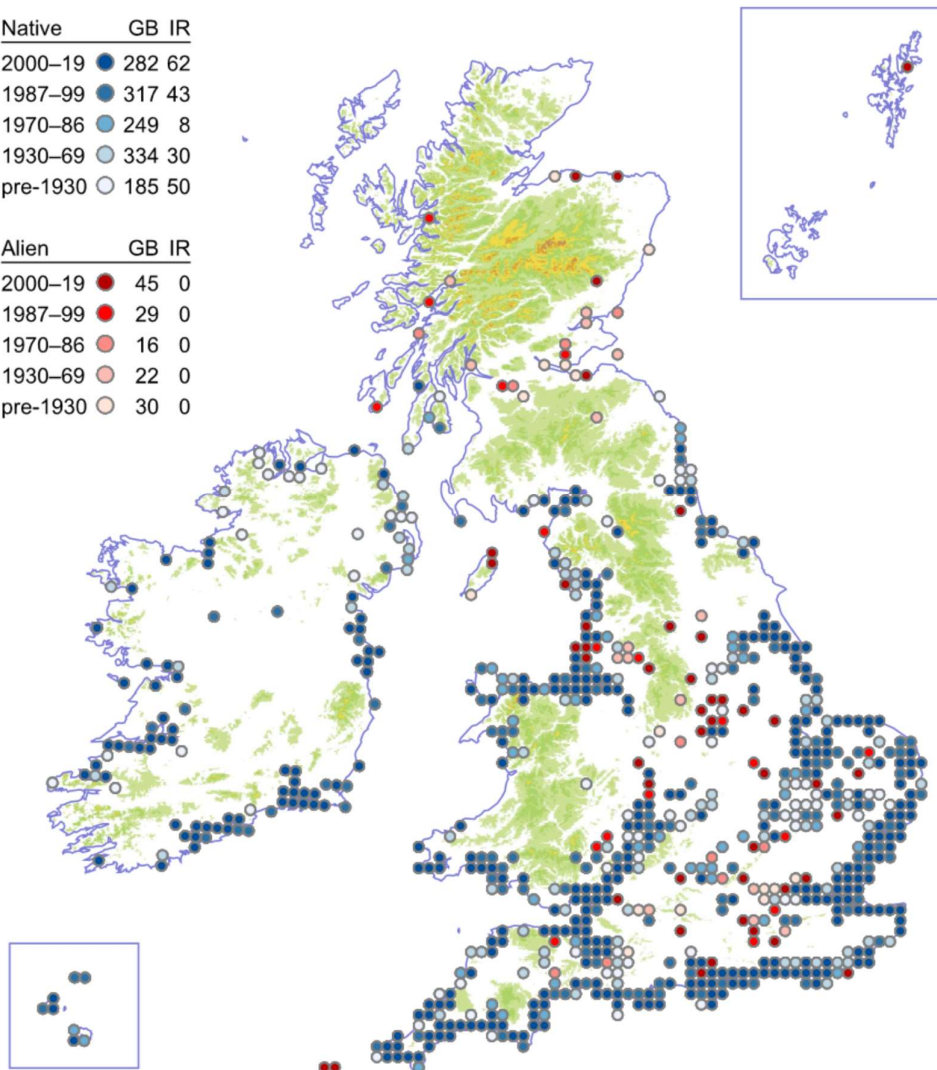 Native GB IR
2000–19 282 62
1987–99 317 43
1970–86 249 8
1930–69 334 30
pre-1930 185 50
Alien GB IR
2000–19 45 0
1987–99 29 0
1970–86 16 0
1930–69 22 0
pre-1930 30 0